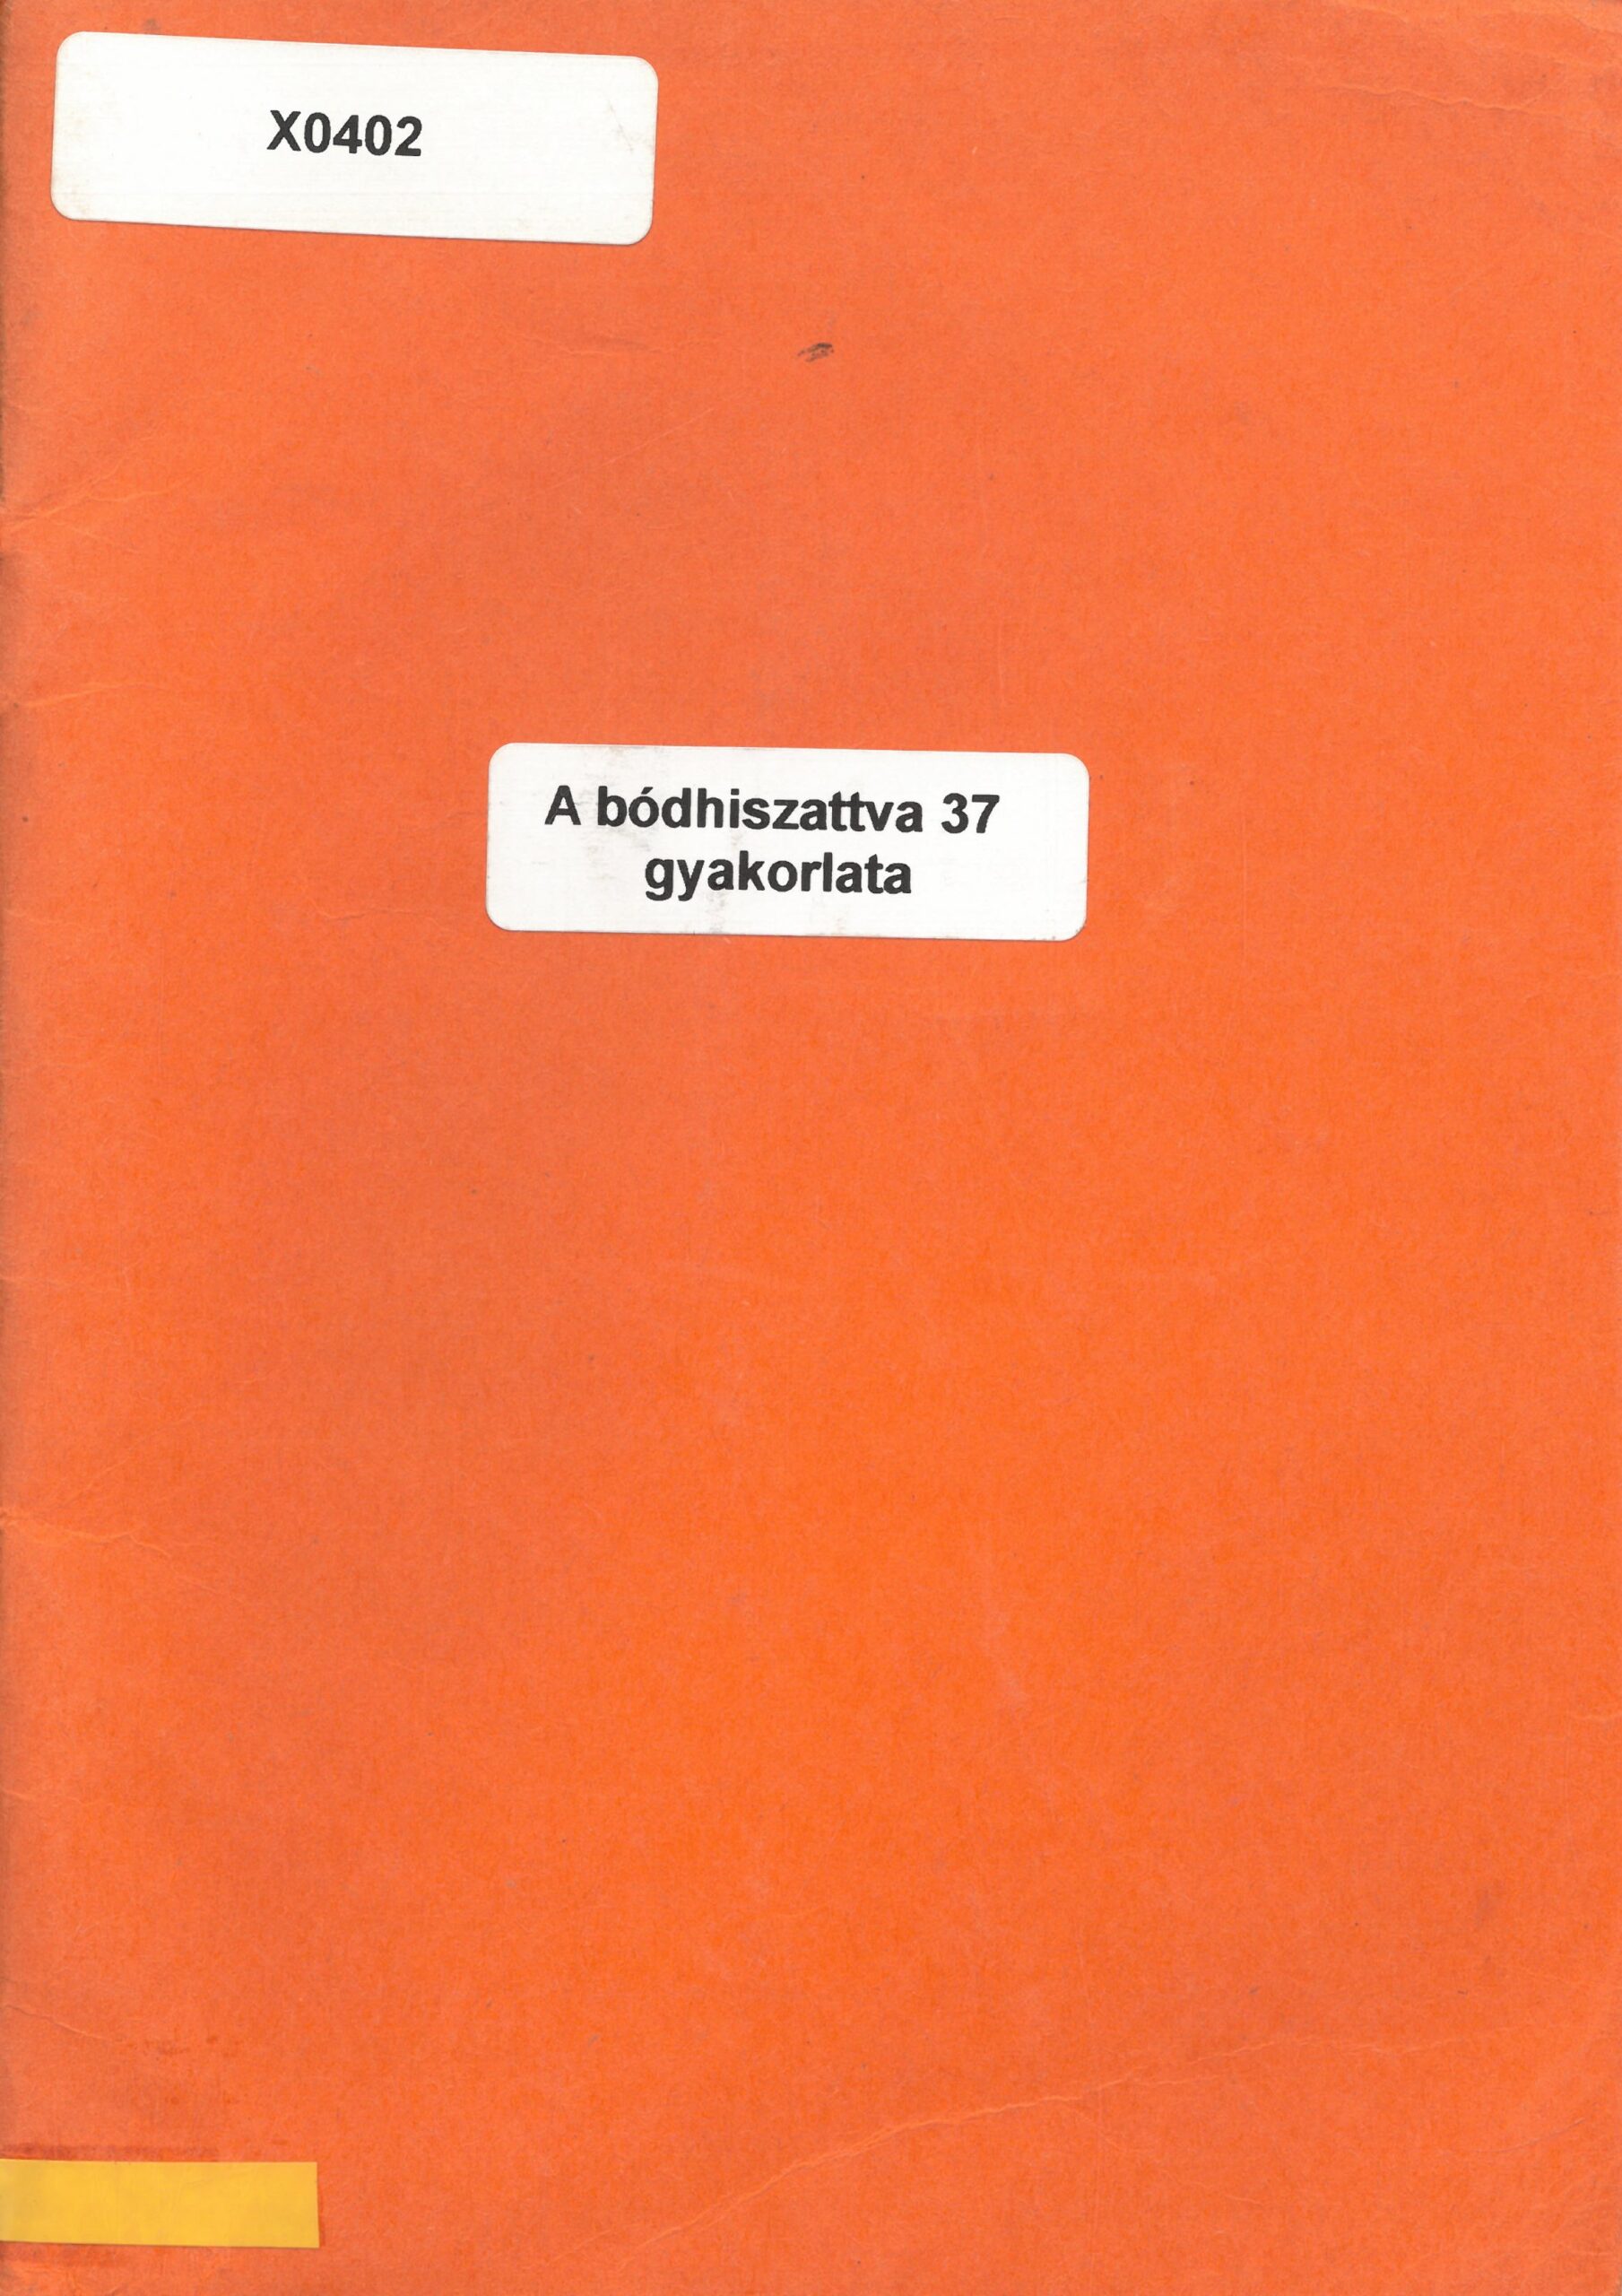 X0402
A bódhiszattva 37
gyakorlata